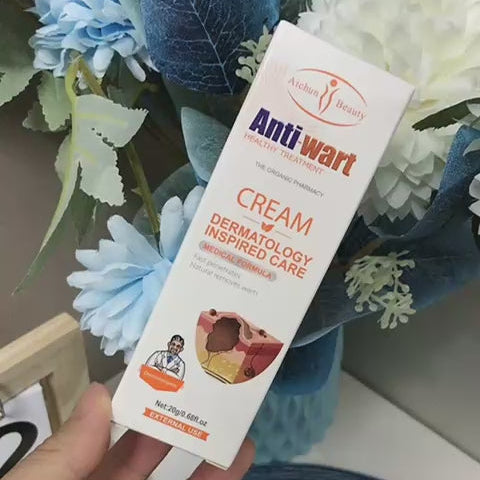 Aichun Beauty
Anti-wart
HEALTHY TREATMENT
THE ORGANIC PHARMACY
CREAM
DERMATOLOGY
INSPIRED CARE
MEDICAL FORMULA
Fast penetrates
Natural removes wart
Net:20g/0.68fl.oz
EXTERNAL USE